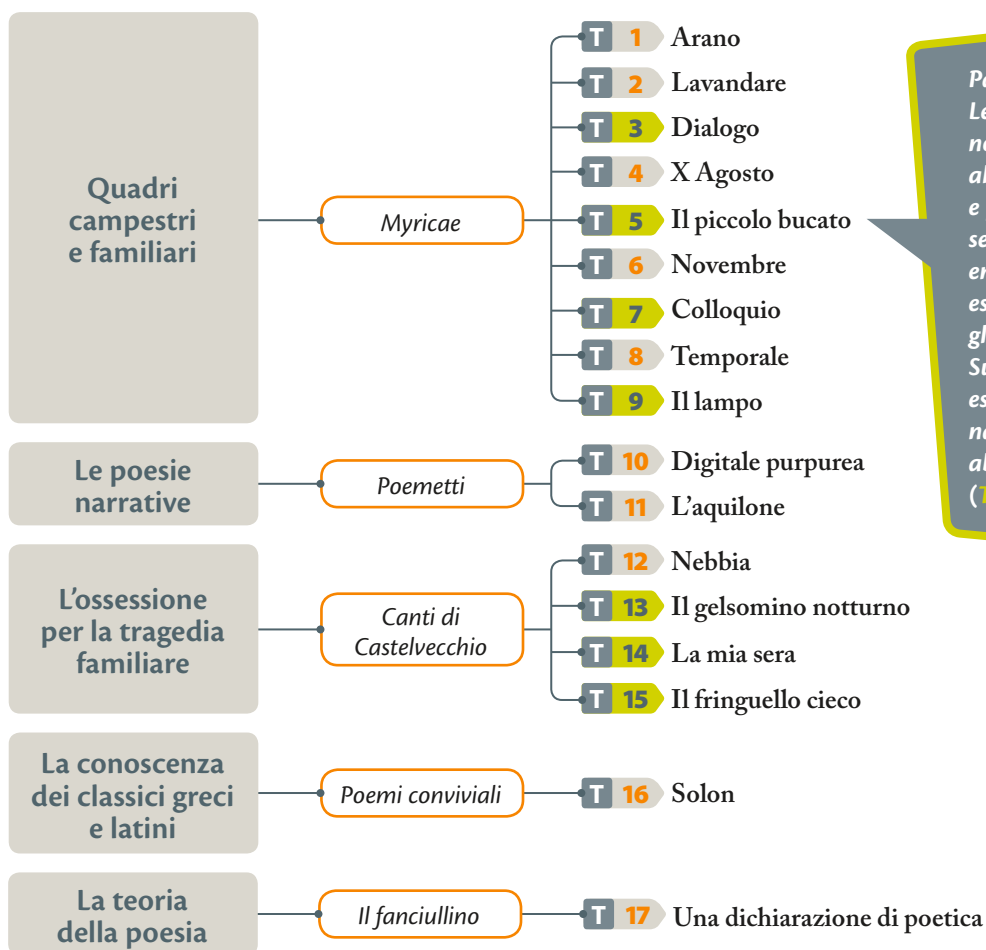 Quadri
campestri
e familiari
Myricae
T 1 Arano
T 2 Lavandare
T 3 Dialogo
T 4 X Agosto
T 5 Il piccolo bucato
T 6 Novembre
T 7 Colloquio
T 8 Temporale
T 9 Il lampo
Le poesie
narrative
Poemetti
T 10 Digitale purpurea
T 11 L'aquilone
L'ossessione
per la tragedia
familiare
Canti di
Castelvecchio
T 12 Nebbia
T 13 Il gelsomino notturno
T 14 La mia sera
T 15 Il fringuello cieco
La conoscenza
dei classici greci
e latini
Poemi conviviali
T 16 Solon
La teoria
della poesia
Il fanciullino
T 17 Una dichiarazione di poetica